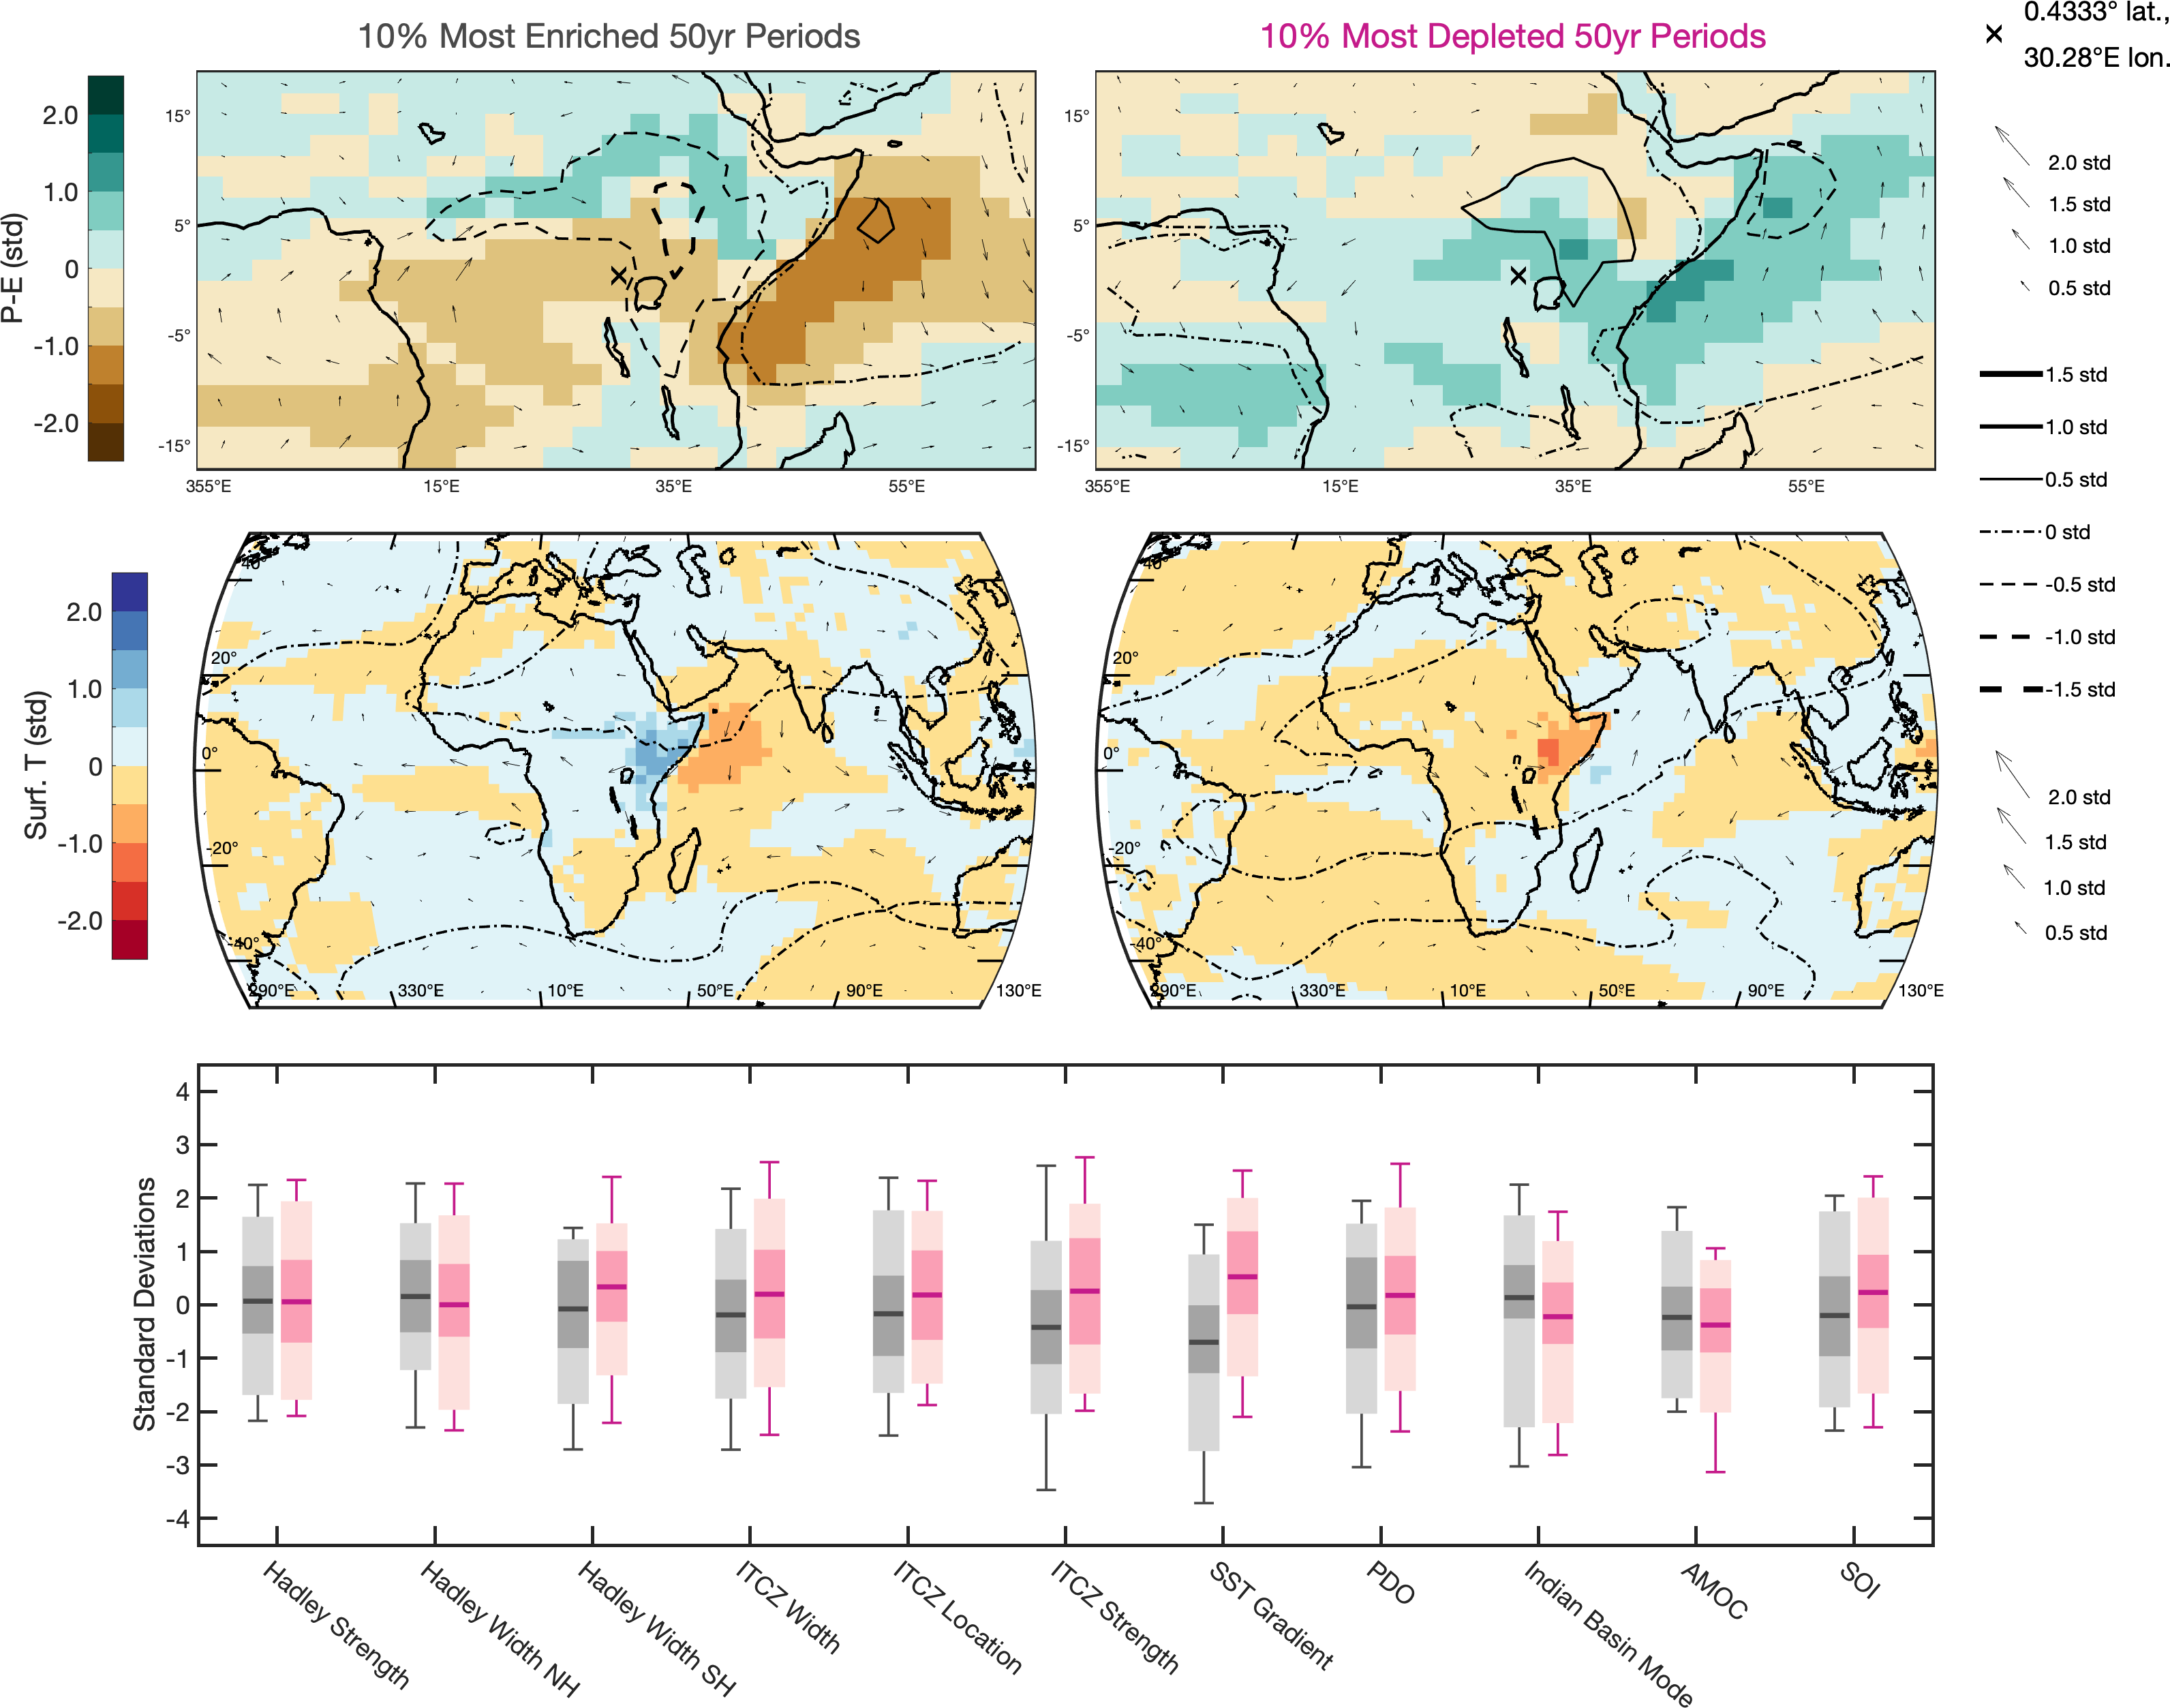 10% Most Enriched 50yr Periods
10% Most Depleted 50yr Periods
0.4333° lat.,
30.28°E lon.
P-E (std)
2.0
1.0
0
-1.0
-2.0
15°
5°
-5°
-15°
355°E
15°E
35°E
55°E
15°
5°
-5°
-15°
355°E
15°E
35°E
55°E
2.0 std
1.5 std
1.0 std
0.5 std
1.5 std
1.0 std
0.5 std
0 std
-0.5 std
-1.0 std
-1.5 std
Surf. T (std)
2.0
1.0
0
-1.0
-2.0
40°
20°
0°
-20°
-40°
290°E
330°E
10°E
50°E
90°E
130°E
40°
20°
0°
-20°
-40°
290°E
330°E
10°E
50°E
90°E
130°E
2.0 std
1.5 std
1.0 std
0.5 std
Standard Deviations
4
3
2
1
0
-1
-2
-3
-4
Hadley Strength
Hadley Width NH
Hadley Width SH
ITCZ Width
ITCZ Location
ITCZ Strength
SST Gradient
PDO
Indian Basin Mode
AMOC
SOI